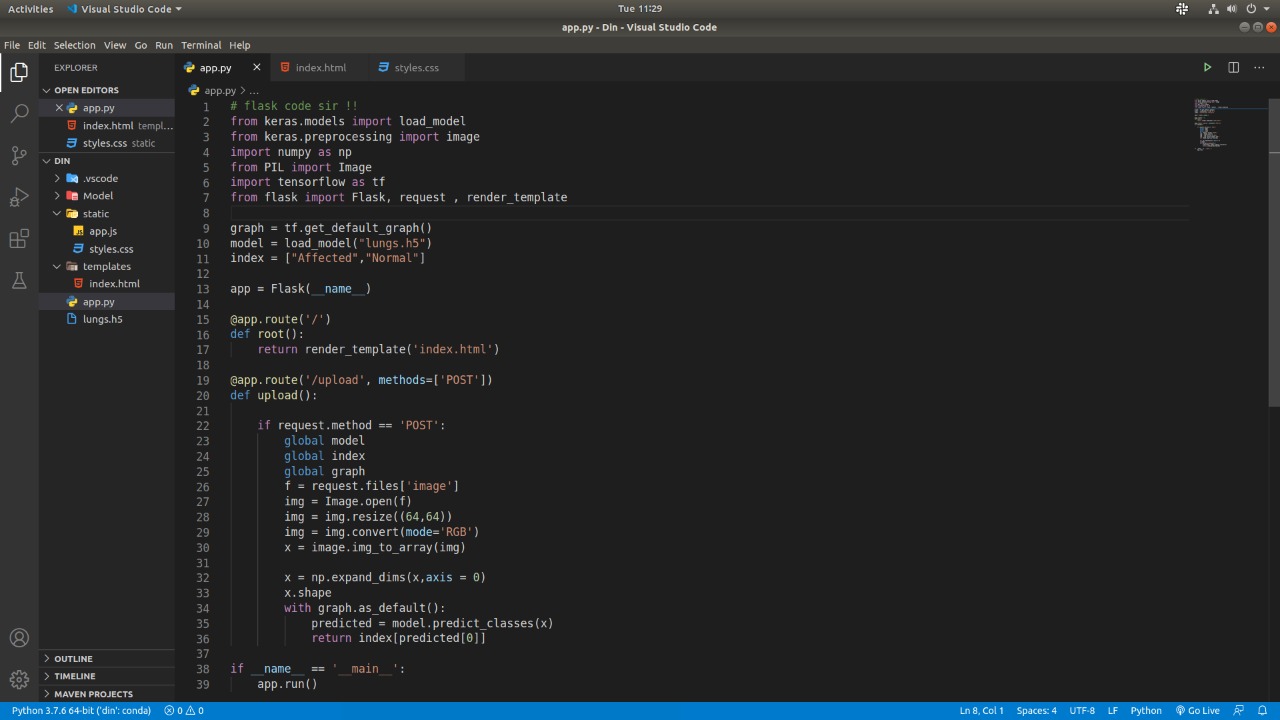 Activities Visual Studio Code Tue 11:29
app.py - Din - Visual Studio Code
File Edit Selection View Go Run Terminal Help
EXPLORER
OPEN EDITORS
app.py
index.html templ...
styles.css static
DIN
.vscode
Model
static
app.js
styles.css
templates
index.html
app.py
lungs.h5
OUTLINE
TIMELINE
MAVEN PROJECTS
app.py index.html styles.css
app.py > ...
1 # flask code sir !!
2 from keras.models import load_model
3 from keras.preprocessing import image
4 import numpy as np
5 from PIL import Image
6 import tensorflow as tf
7 from flask import Flask, request , render_template
8
9 graph = tf.get_default_graph()
10 model = load_model("lungs.h5")
11 index = ["Affected","Normal"]
12
13 app = Flask(__name__)
14
15 @app.route('/')
16 def root():
17     return render_template('index.html')
18
19 @app.route('/upload', methods=['POST'])
20 def upload():
21
22     if request.method == 'POST':
23         global model
24         global index
25         global graph
26         f = request.files['image']
27         img = Image.open(f)
28         img = img.resize((64,64))
29         img = img.convert(mode='RGB')
30         x = image.img_to_array(img)
31
32         x = np.expand_dims(x,axis = 0)
33         x.shape
34         with graph.as_default():
35             predicted = model.predict_classes(x)
36             return index[predicted[0]]
37
38 if __name__ == '__main__':
39     app.run()
Python 3.7.6 64-bit ('din': conda) 0 0 Ln 8, Col 1 Spaces: 4 UTF-8 LF Python Go Live